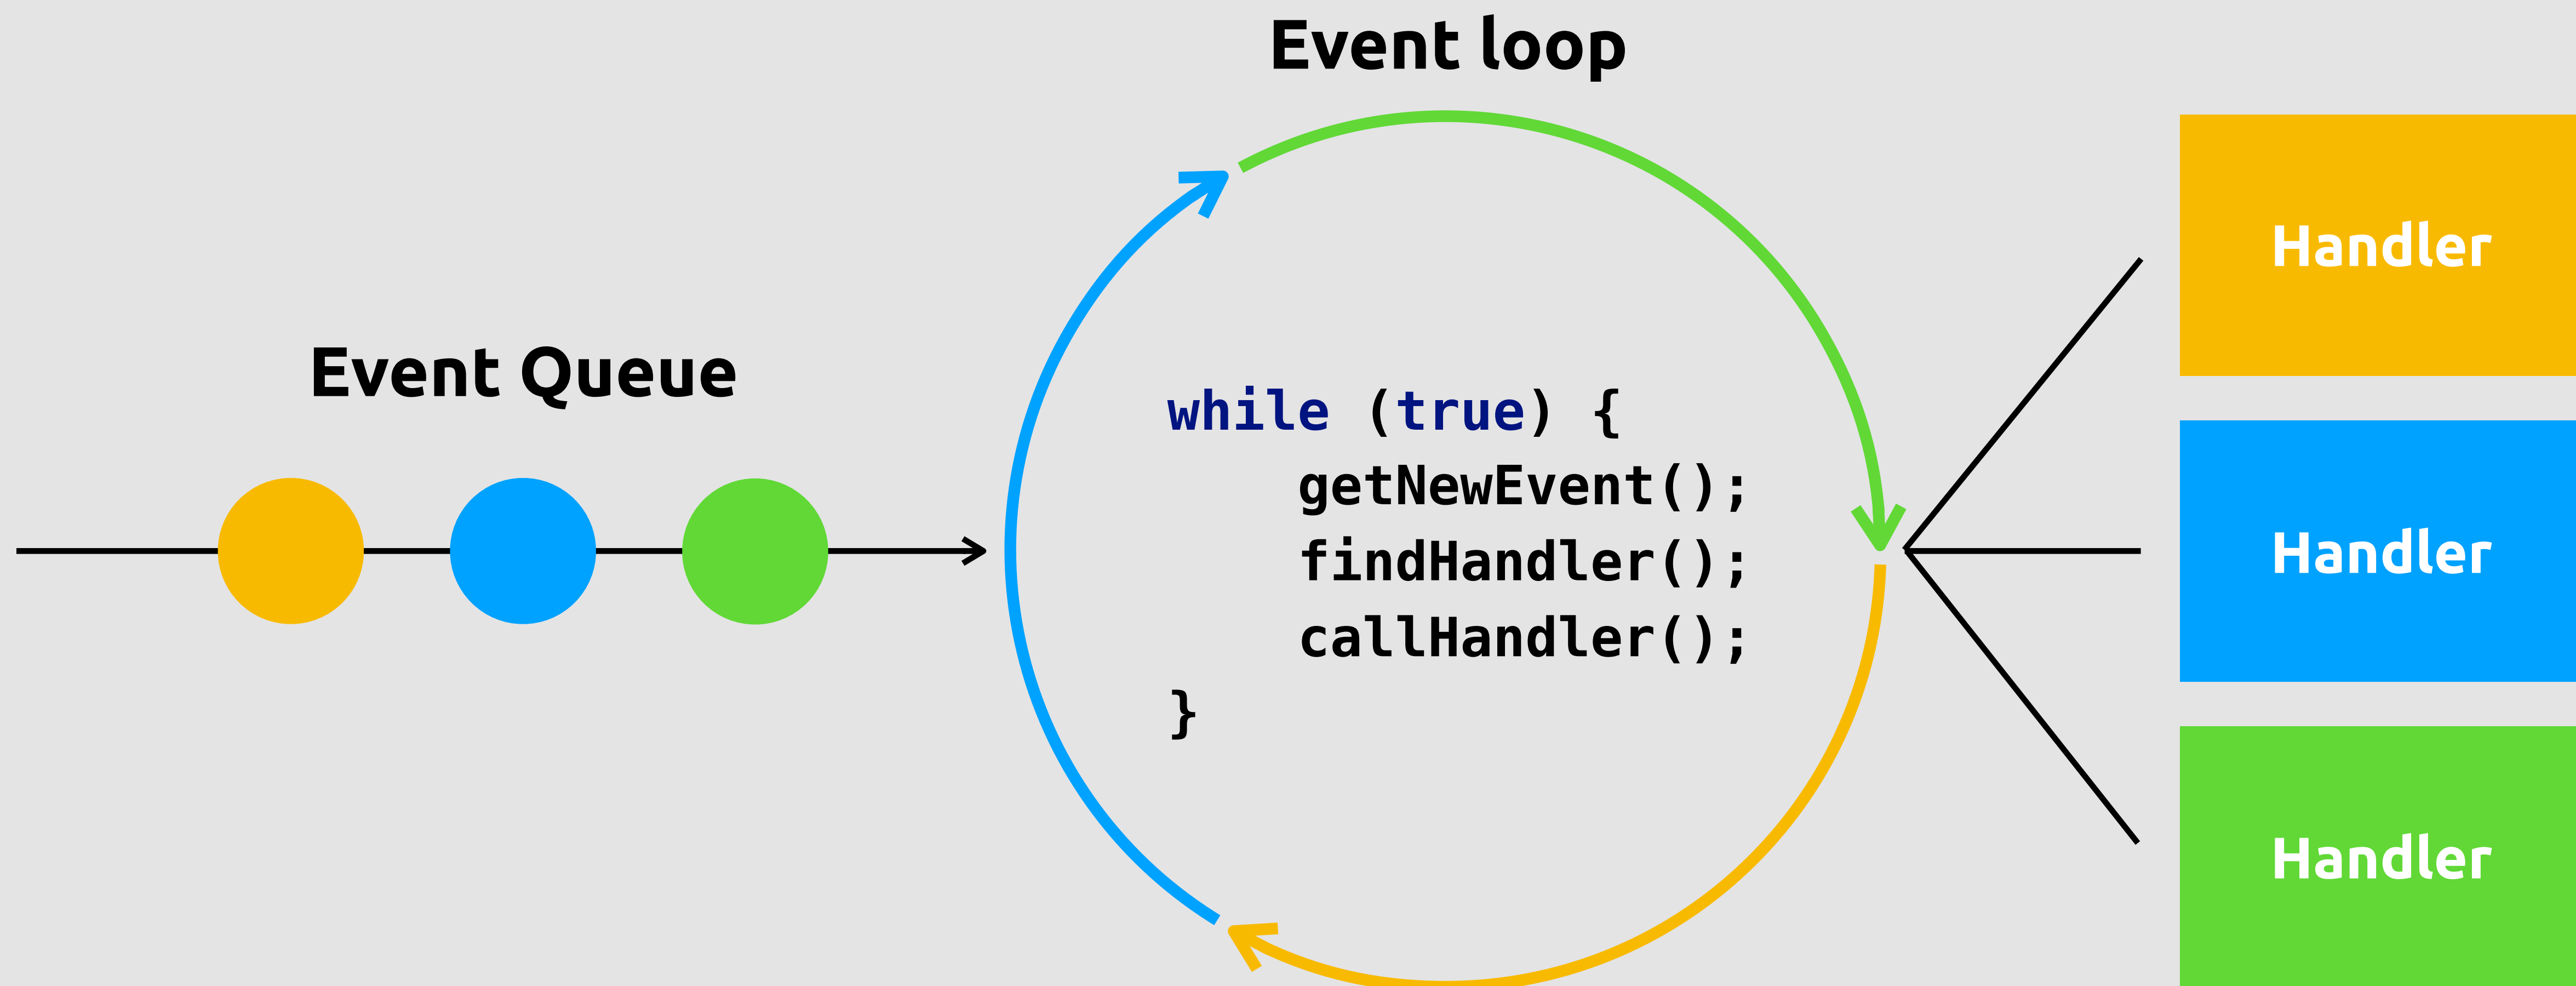 Event loop
Event Queue
while (true) {
    getNewEvent();
    findHandler();
    callHandler();
}
Handler
Handler
Handler